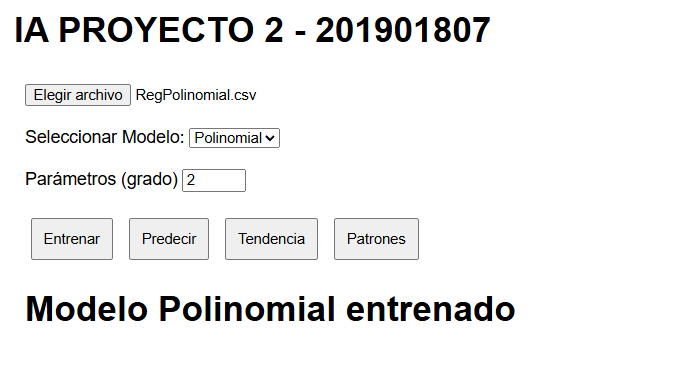 IA PROYECTO 2 - 201901807
Elegir archivo RegPolinomial.csv
Seleccionar Modelo: Polinomial
Parámetros (grado) 2
Entrenar Predecir Tendencia Patrones
Modelo Polinomial entrenado